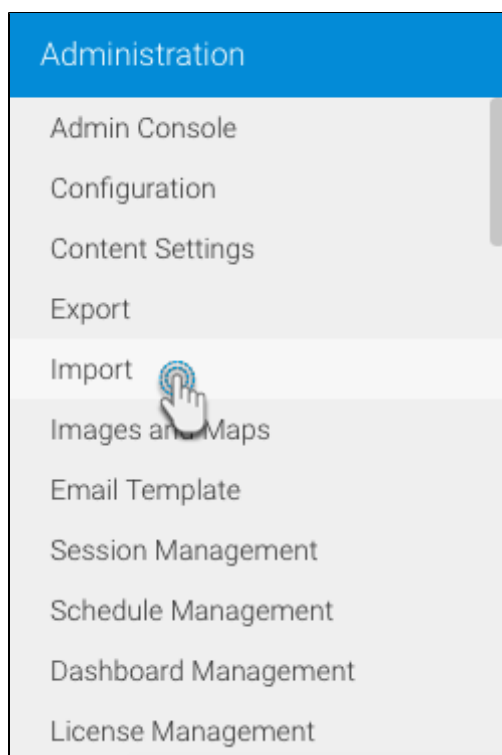 Administration
Admin Console
Configuration
Content Settings
Export
Import
Images and Maps
Email Template
Session Management
Schedule Management
Dashboard Management
License Management